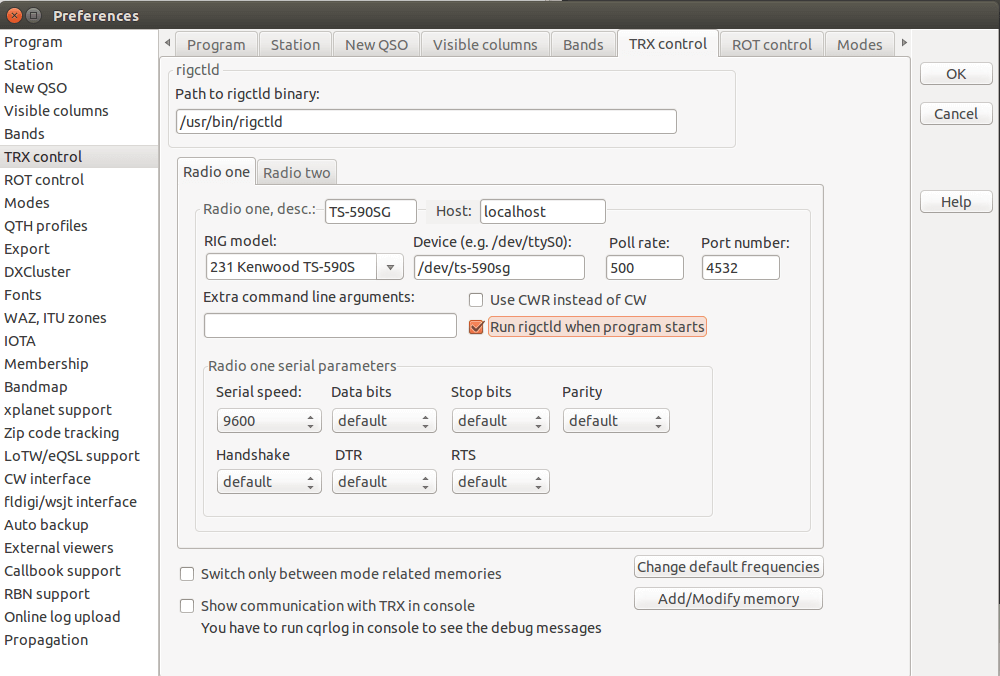 Preferences
Program
Station
New QSO
Visible columns
Bands
TRX control
ROT control
Modes
QTH profiles
Export
DXCluster
Fonts
WAZ, ITU zones
IOTA
Membership
Bandmap
xplanet support
Zip code tracking
LoTW/eQSL support
CW interface
fldigi/wsjt interface
Auto backup
External viewers
Callbook support
RBN support
Online log upload
Propagation
Program Station New QSO Visible columns Bands TRX control ROT control Modes
rigctld
Path to rigctld binary:
/usr/bin/rigctld
Radio one Radio two
Radio one, desc.: TS-590SG Host: localhost
RIG model: Device (e.g. /dev/ttyS0): Poll rate: Port number:
231 Kenwood TS-590S /dev/ts-590sg 500 4532
Extra command line arguments: Use CWR instead of CW
Run rigctld when program starts
Radio one serial parameters
Serial speed: Data bits Stop bits Parity
9600 default default default
Handshake DTR RTS
default default default
Switch only between mode related memories
Change default frequencies
Show communication with TRX in console
Add/Modify memory
You have to run cqrlog in console to see the debug messages
OK
Cancel
Help